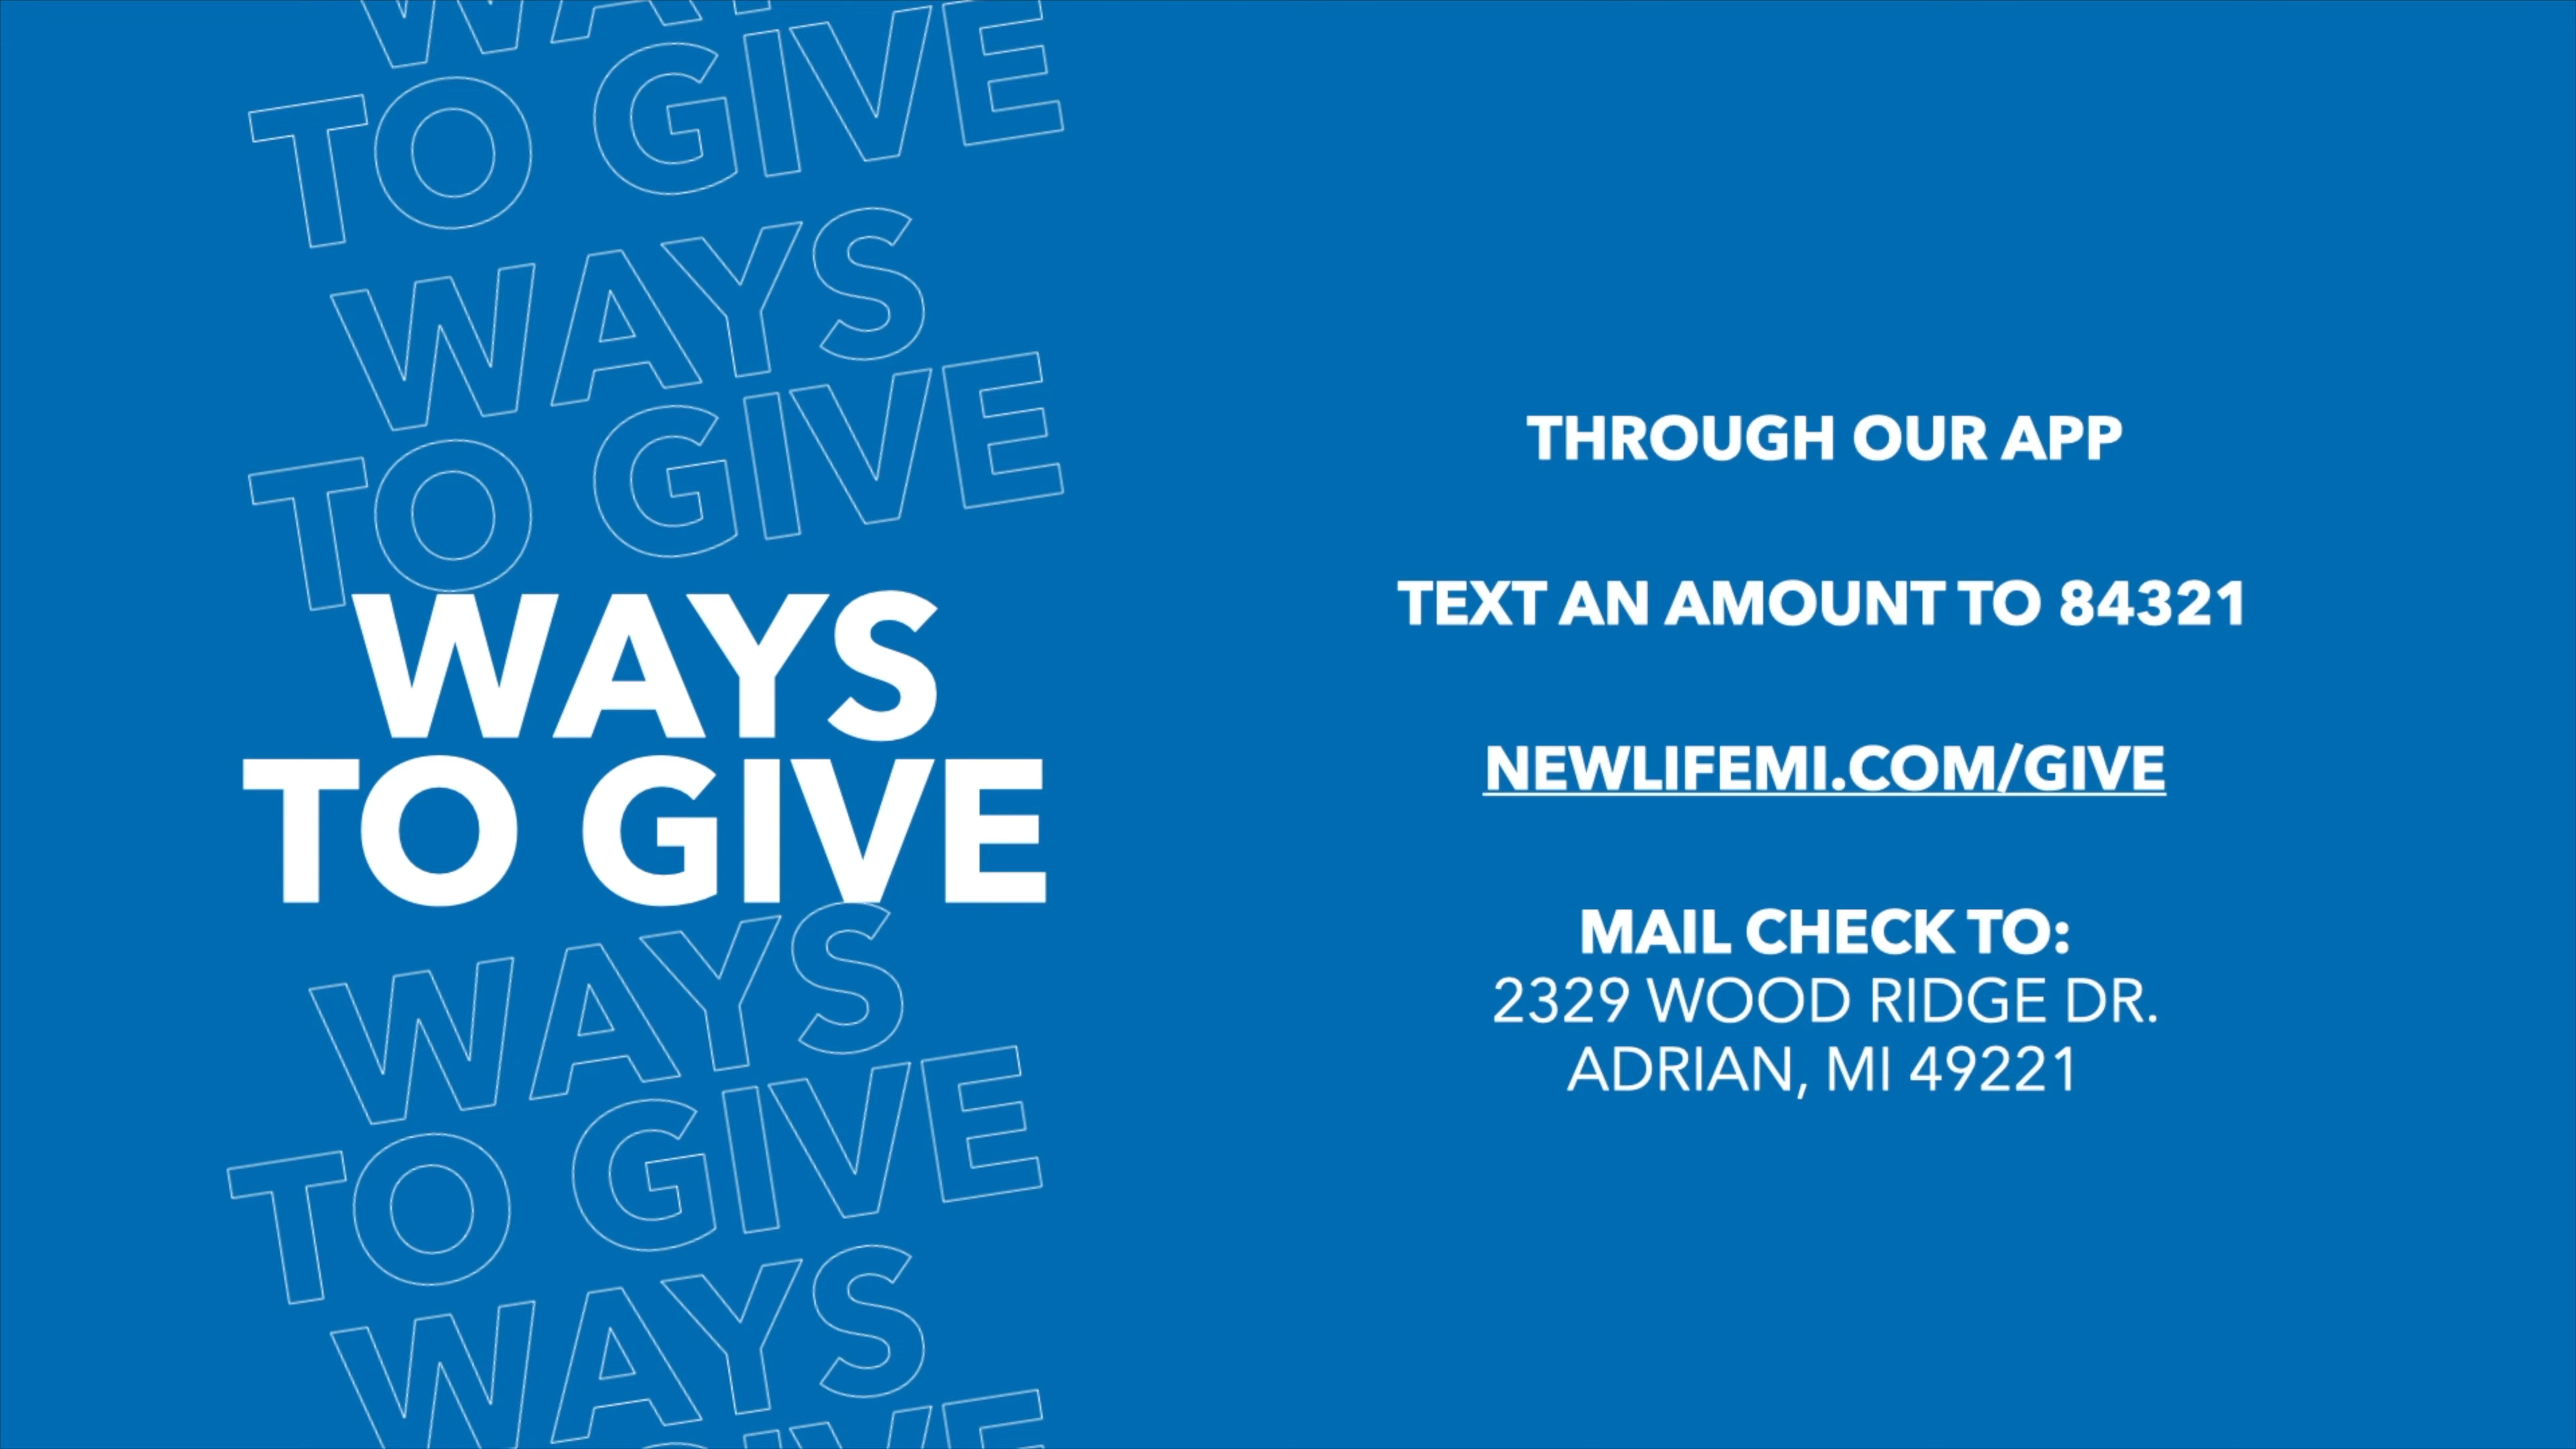 WAYS
TO GIVE
WAYS
TO GIVE
WAYS
TO GIVE
WAYS
TO GIVE
WAYS
GIVE
THROUGH OUR APP
TEXT AN AMOUNT TO 84321
NEWLIFEMI.COM/GIVE
MAIL CHECK TO:
2329 WOOD RIDGE DR.
ADRIAN, MI 49221